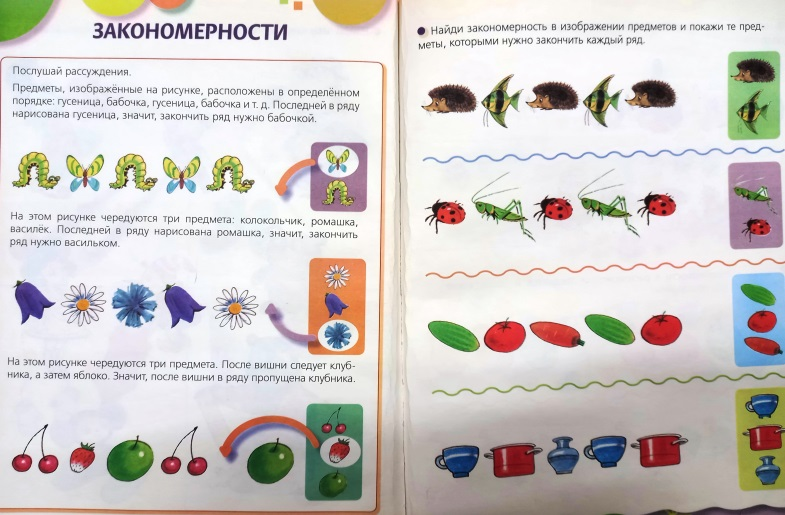 ЗАКОНОМЕРНОСТИ
Послушай рассуждения.
Предметы, изображённые на рисунке, расположены в определённом
порядке: гусеница, бабочка, гусеница, бабочка и т. д. Последней в ряду
нарисована гусеница, значит, закончить ряд нужно бабочкой.
На этом рисунке чередуются три предмета: колокольчик, ромашка,
василёк. Последней в ряду нарисована ромашка, значит, закончить
ряд нужно васильком.
На этом рисунке чередуются три предмета. После вишни следует клуб-
ника, а затем яблоко. Значит, после вишни в ряду пропущена клубника.
Найди закономерность в изображении предметов и покажи те пред-
меты, которыми нужно закончить каждый ряд.